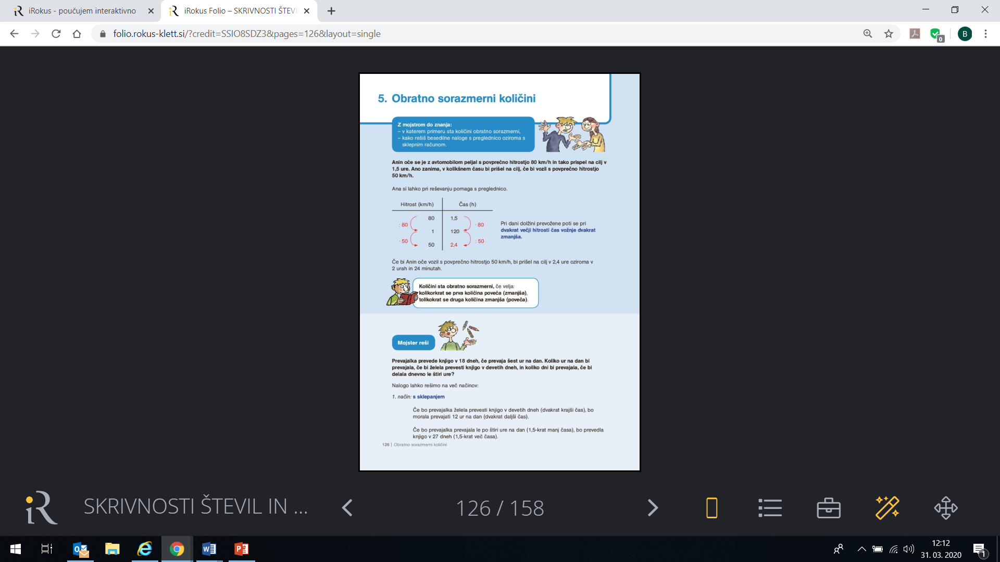 iRokus - poučujem interaktivno
iRokus Folio – SKRIVNOSTI ŠTEVI
folio.rokus-klett.si/?credit=SSIO8SDZ3&pages=126&layout=single
0
B
5. Obratno sorazmerni količini
Z mojstrom do znanja:
– v katerem primeru sta količini obratno sorazmerni,
– kako rešiš besedilne naloge s preglednico oziroma s
sklepnim računom.
Anin oče se je z avtomobilom peljal s povprečno hitrostjo 80 km/h in tako prispel na cilj v
1,5 ure. Ano zanima, v kolikšnem času bi prišel na cilj, če bi vozil s povprečno hitrostjo
50 km/h.
Ana si lahko pri reševanju pomaga s preglednico.
Hitrost (km/h) Čas (h)
80 1,5
: 80 · 80
1 120
· 50 : 50
50 2,4
Pri dani dolžini prevožene poti se pri
dvakrat večji hitrosti čas vožnje dvakrat
zmanjša.
Če bi Anin oče vozil s povprečno hitrostjo 50 km/h, bi prišel na cilj v 2,4 ure oziroma v
2 urah in 24 minutah.
Količini sta obratno sorazmerni, če velja:
kolikorkrat se prva količina poveča (zmanjša),
tolikokrat se druga količina zmanjša (poveča).
Mojster reši
Prevajalka prevede knjigo v 18 dneh, če prevaja šest ur na dan. Koliko ur na dan bi
prevajala, če bi želela prevesti knjigo v devetih dneh, in koliko dni bi prevajala, če bi
delala dnevno le štiri ure?
Nalogo lahko rešimo na več načinov:
1. način: s sklepanjem
Če bo prevajalka želela prevesti knjigo v devetih dneh (dvakrat krajši čas), bo
morala prevajati 12 ur na dan (dvakrat daljši čas).
Če bo prevajalka prevajala le po štiri ure na dan (1,5-krat manj časa), bo prevedla
knjigo v 27 dneh (1,5-krat več časa).
126 | Obratno sorazmerni količini
iR
SKRIVNOSTI ŠTEVIL IN ...
126 / 158
12:12
31. 03. 2020
1